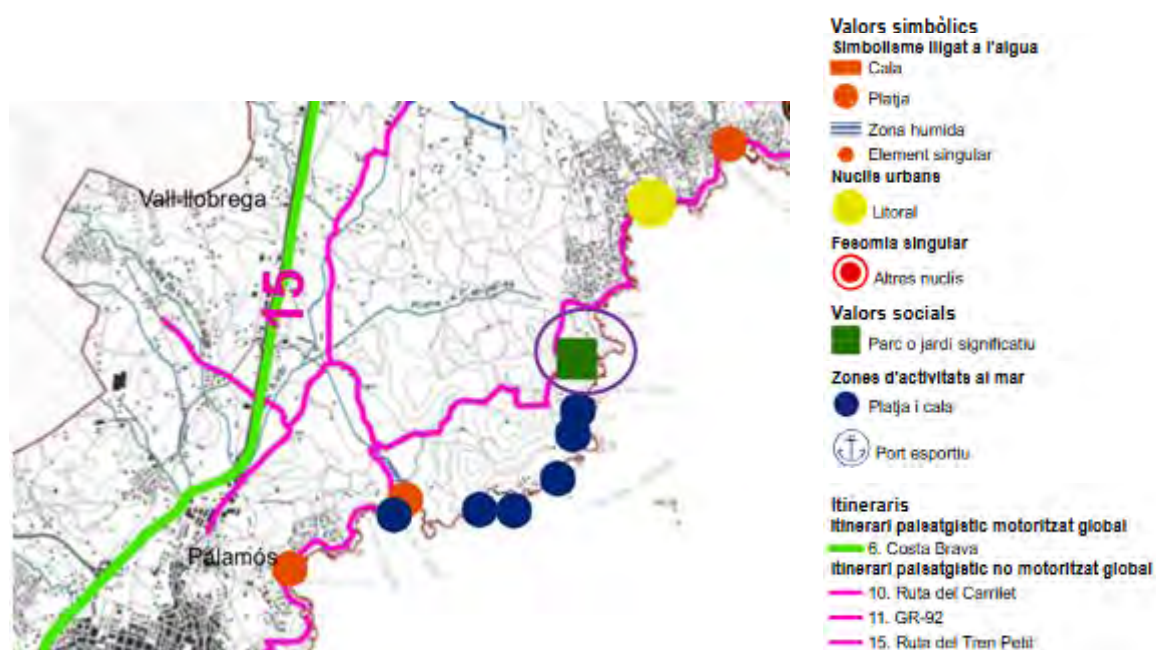 Valors simbòlics
Simbolisme lligat a l'aigua
Cala
Platja
Zona humida
Element singular
Nuclis urbans
Litoral
Fesomia singular
Altres nuclis
Valors socials
Parc o jardí significatiu
Zones d'activitate al mar
Platja i cala
Port esportiu
Itineraris
Itinerari paisatgístic motoritzat global
6. Costa Brava
Itinerari paisatgístic no motoritzat global
10. Ruta del Carrilet
11. GR-92
15. Ruta del Tren Petit
Vall-llobrega
15
Palamós